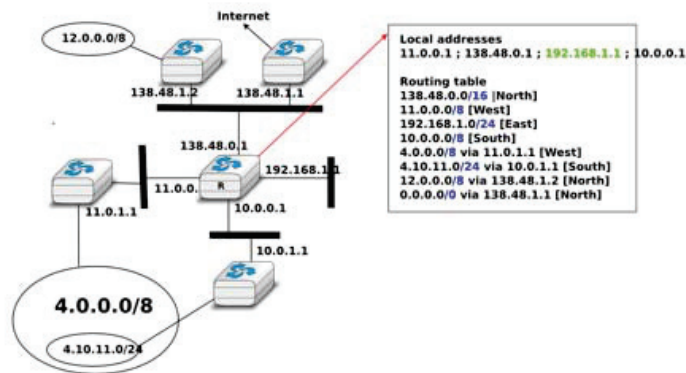 Internet
12.0.0.0/8
138.48.1.2
138.48.1.1
138.48.0.1
192.168.1.1
11.0.0.
R
11.0.1.1
10.0.0.1
10.0.1.1
4.0.0.0/8
4.10.11.0/24
Local addresses
11.0.0.1 ; 138.48.0.1 ; 192.168.1.1 ; 10.0.0.1
Routing table
138.48.0.0/16 |North]
11.0.0.0/8 [West]
192.168.1.0/24 [East]
10.0.0.0/8 [South]
4.0.0.0/8 via 11.0.1.1 [West]
4.10.11.0/24 via 10.0.1.1 [South]
12.0.0.0/8 via 138.48.1.2 [North]
0.0.0.0/0 via 138.48.1.1 [North]